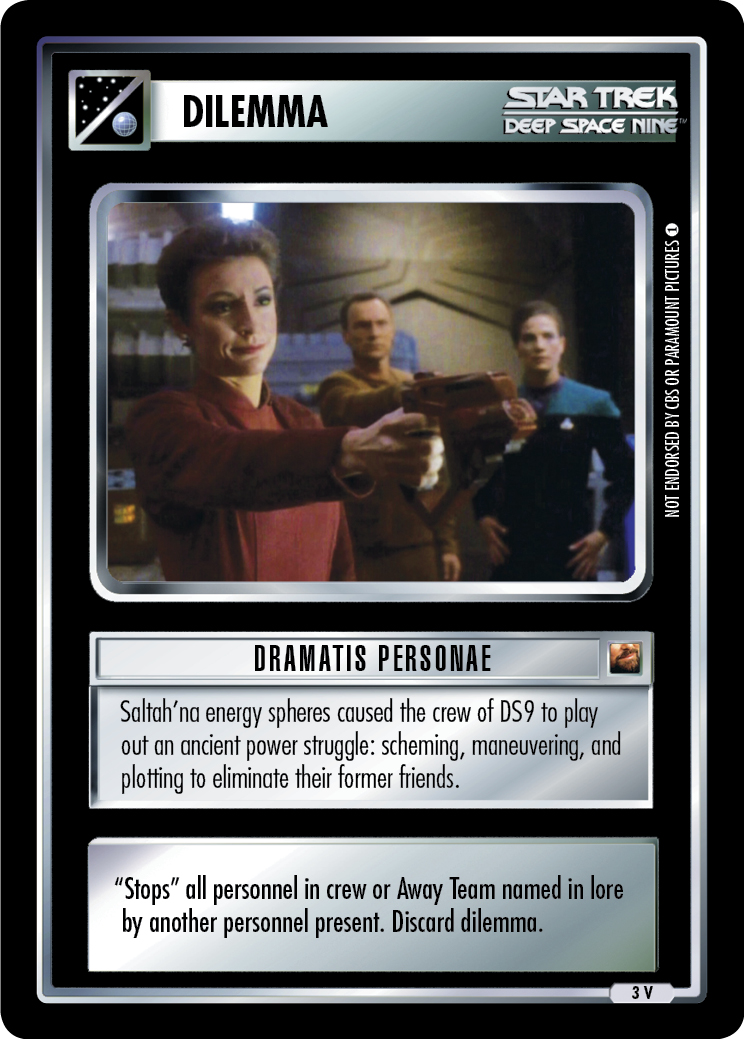 DILEMMA
STAR TREK
DEEP SPACE NINE™
NOT ENDORSED BY CBS OR PARAMOUNT PICTURES 1
DRAMATIS PERSONAE
Saltah’na energy spheres caused the crew of DS9 to play
out an ancient power struggle: scheming, maneuvering, and
plotting to eliminate their former friends.
“Stops” all personnel in crew or Away Team named in lore
by another personnel present. Discard dilemma.
3 V